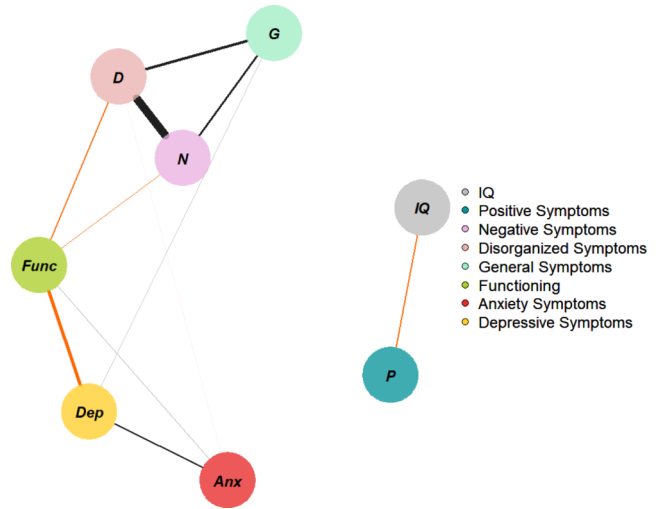 G
D
N
IQ
Func
P
Dep
Anx
IQ
Positive Symptoms
Negative Symptoms
Disorganized Symptoms
General Symptoms
Functioning
Anxiety Symptoms
Depressive Symptoms